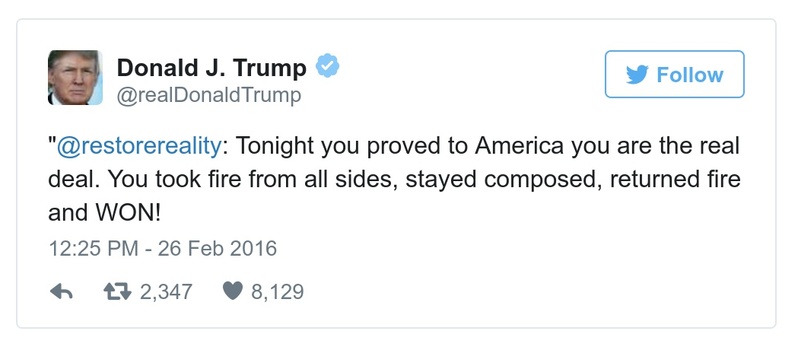 Donald J. Trump
@realDonaldTrump
Follow
"@restorereality: Tonight you proved to America you are the real
deal. You took fire from all sides, stayed composed, returned fire
and WON!
12:25 PM - 26 Feb 2016
2,347 8,129